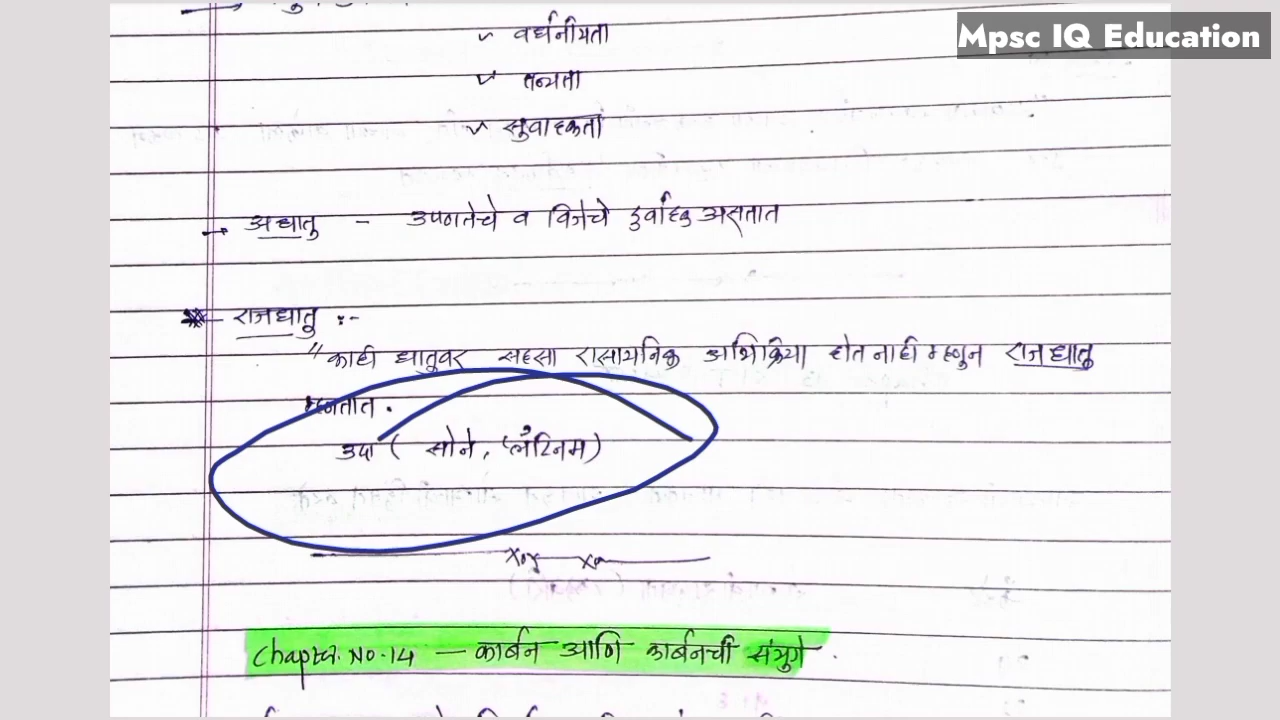 Mpsc IQ Education
✓ वर्धनीयता
✓ तन्यता
✓ सुवाहकता
→ अधातु - उष्णतेचे व विजेचे दुर्वाहक असतात
* राजधातु :-
"काही धातुवर सहसा रासायनिक अभिक्रिया होत नाही म्हणुन राजधातु
म्हनतात.
उदा ( सोने, प्लॅटिनम)
Chapter No.14 — कार्बन आणि कार्बनची संयुगे.